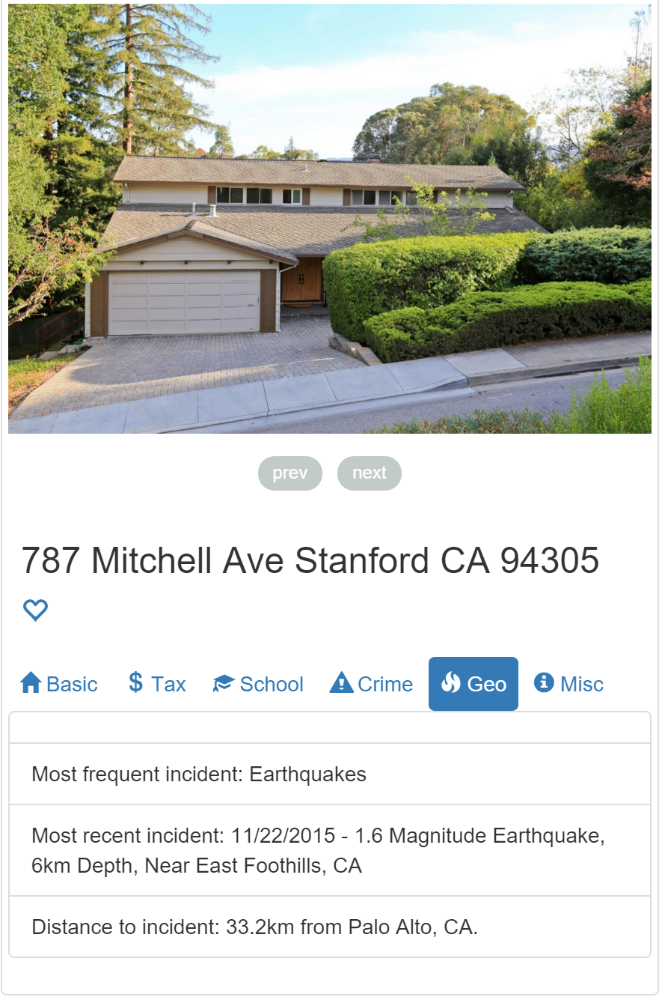 prev
next
787 Mitchell Ave Stanford CA 94305
Basic
$ Tax
School
Crime
Geo
Misc
Most frequent incident: Earthquakes
Most recent incident: 11/22/2015 - 1.6 Magnitude Earthquake,
6km Depth, Near East Foothills, CA
Distance to incident: 33.2km from Palo Alto, CA.